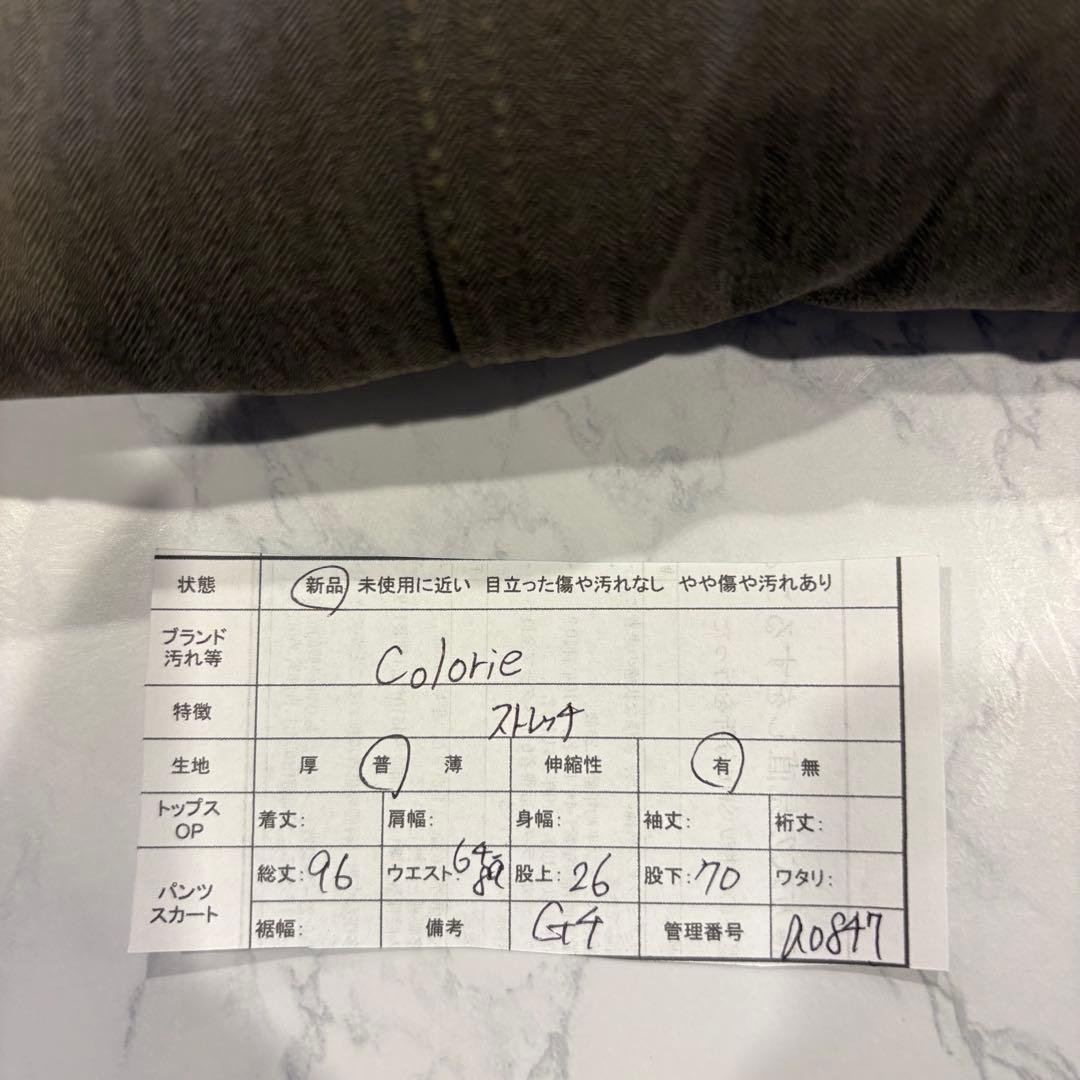 状態 新品 未使用に近い 目立った傷や汚れなし やや傷や汚れあり
ブランド
汚れ等 Colorie
特徴 ストレッチ
生地 厚 普 薄 伸縮性 有 無
トップス
OP 着丈: 肩幅: 身幅: 袖丈: 裄丈:
パンツ
スカート 総丈: 96 ウエスト: 64 股上: 26 股下: 70 ワタリ:
裾幅: 備考 G4 管理番号 a0847